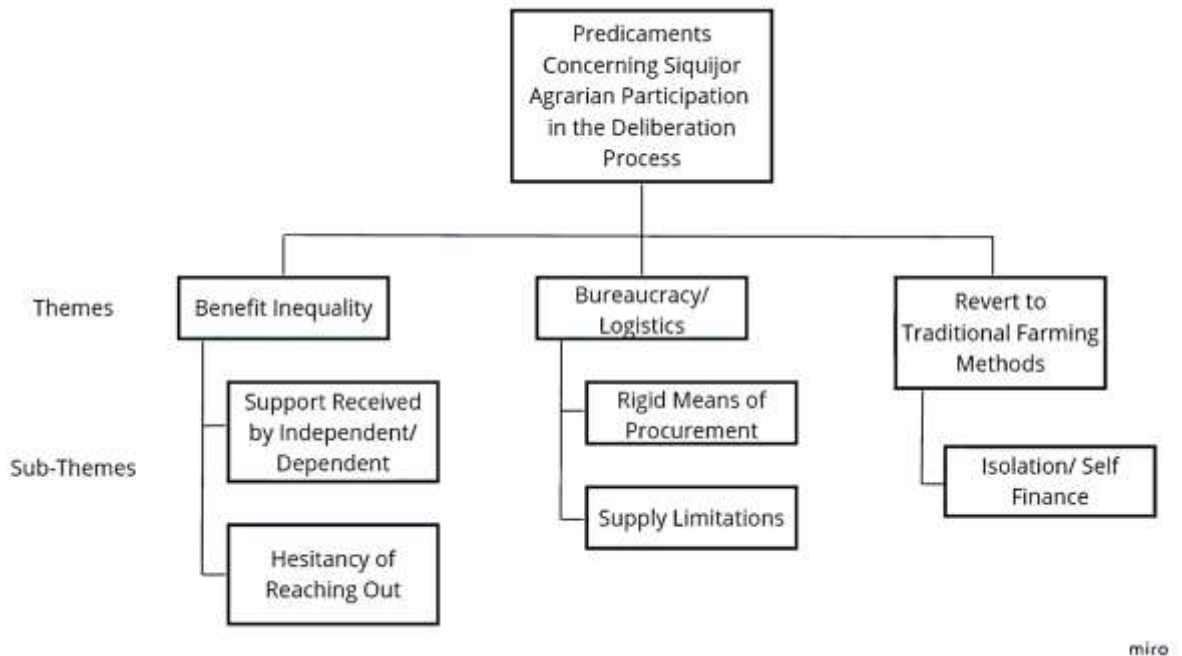 Predicaments
Concerning Siquijor
Agrarian Participation
in the Deliberation
Process
Themes
Benefit Inequality
Bureaucracy/
Logistics
Revert to
Traditional Farming
Methods
Sub-Themes
Support Received
by Independent/
Dependent
Hesitancy of
Reaching Out
Rigid Means of
Procurement
Supply Limitations
Isolation/ Self
Finance
miro